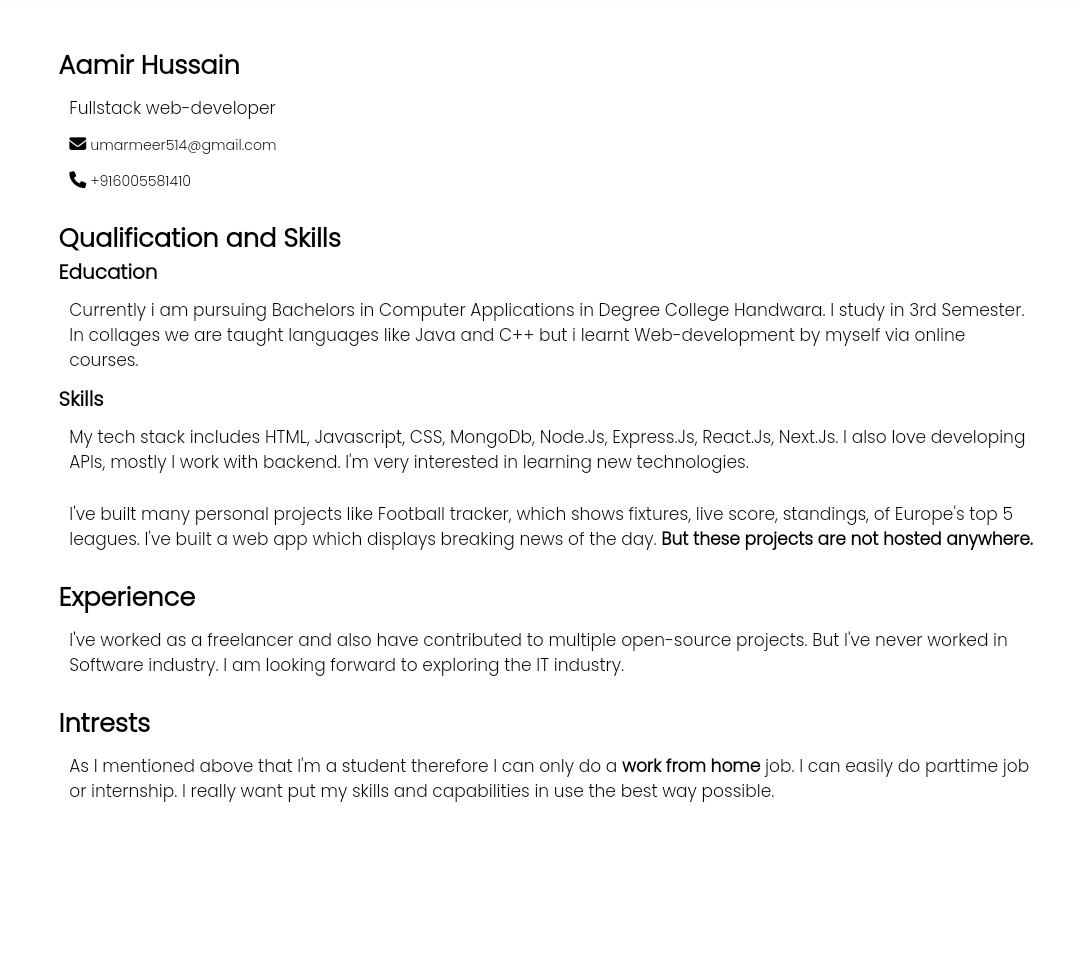 Aamir Hussain
Fullstack web-developer
umarmeer514@gmail.com
+916005581410
Qualification and Skills
Education
Currently i am pursuing Bachelors in Computer Applications in Degree College Handwara. I study in 3rd Semester.
In collages we are taught languages like Java and C++ but i learnt Web-development by myself via online
courses.
Skills
My tech stack includes HTML, Javascript, CSS, MongoDb, Node.Js, Express.Js, React.Js, Next.Js. I also love developing
APIs, mostly I work with backend. I'm very interested in learning new technologies.
I've built many personal projects like Football tracker, which shows fixtures, live score, standings, of Europe's top 5
leagues. I've built a web app which displays breaking news of the day. But these projects are not hosted anywhere.
Experience
I've worked as a freelancer and also have contributed to multiple open-source projects. But I've never worked in
Software industry. I am looking forward to exploring the IT industry.
Intrests
As I mentioned above that I'm a student therefore I can only do a work from home job. I can easily do parttime job
or internship. I really want put my skills and capabilities in use the best way possible.